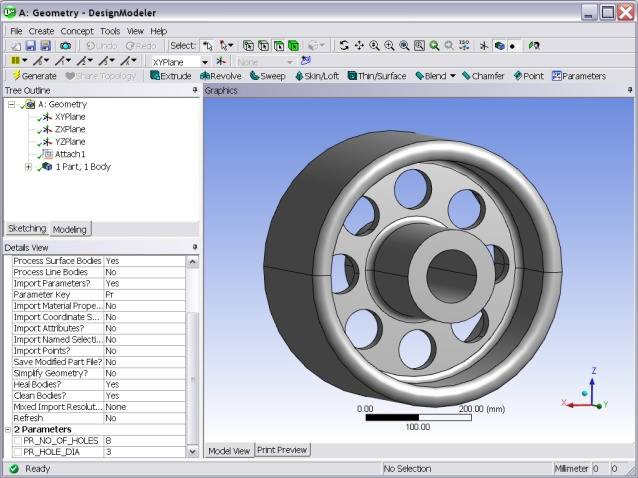 A: Geometry - DesignModeler
File Create Concept Tools View Help
Undo Redo Select:
XYPlane None
Generate Share Topology Extrude Revolve Sweep Skin/Loft Thin/Surface Blend Chamfer Point Parameters
Tree Outline
Graphics
A: Geometry
XYPlane
ZXPlane
YZPlane
Attach1
1 Part, 1 Body
Sketching Modeling
Details View
Process Surface Bodies Yes
Process Line Bodies No
Import Parameters? Yes
Parameter Key Pr
Import Material Prope... No
Import Coordinate S... No
Import Attributes? No
Import Named Selecti... No
Import Points? No
Save Modified Part File? No
Simplify Geometry? No
Heal Bodies? Yes
Clean Bodies? Yes
Mixed Import Resolut... None
Refresh No
2 Parameters
PR_NO_OF_HOLES 8
PR_HOLE_DIA 3
0.00 200.00 (mm)
100.00
Z
X Y
Model View Print Preview
Ready No Selection Millimeter 0 0